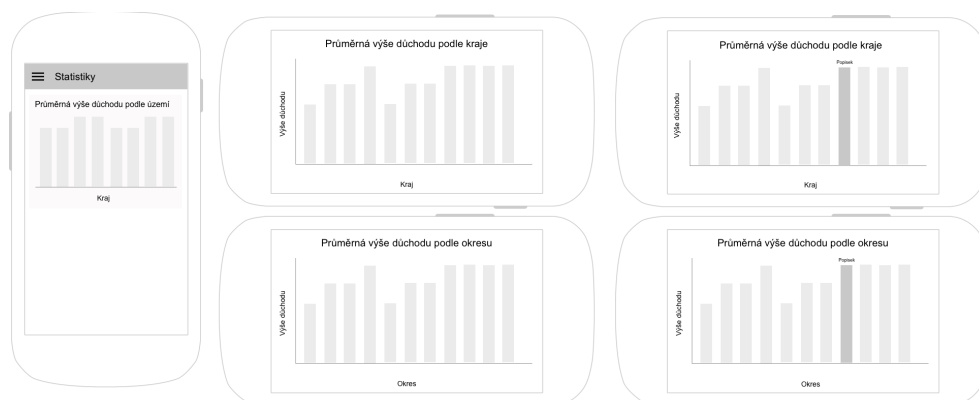 Statistiky
Průměrná výše důchodu podle území
Kraj
Průměrná výše důchodu podle kraje
Výše důchodu
Kraj
Průměrná výše důchodu podle kraje
Popisek
Výše důchodu
Kraj
Průměrná výše důchodu podle okresu
Výše důchodu
Okres
Průměrná výše důchodu podle okresu
Popisek
Výše důchodu
Okres